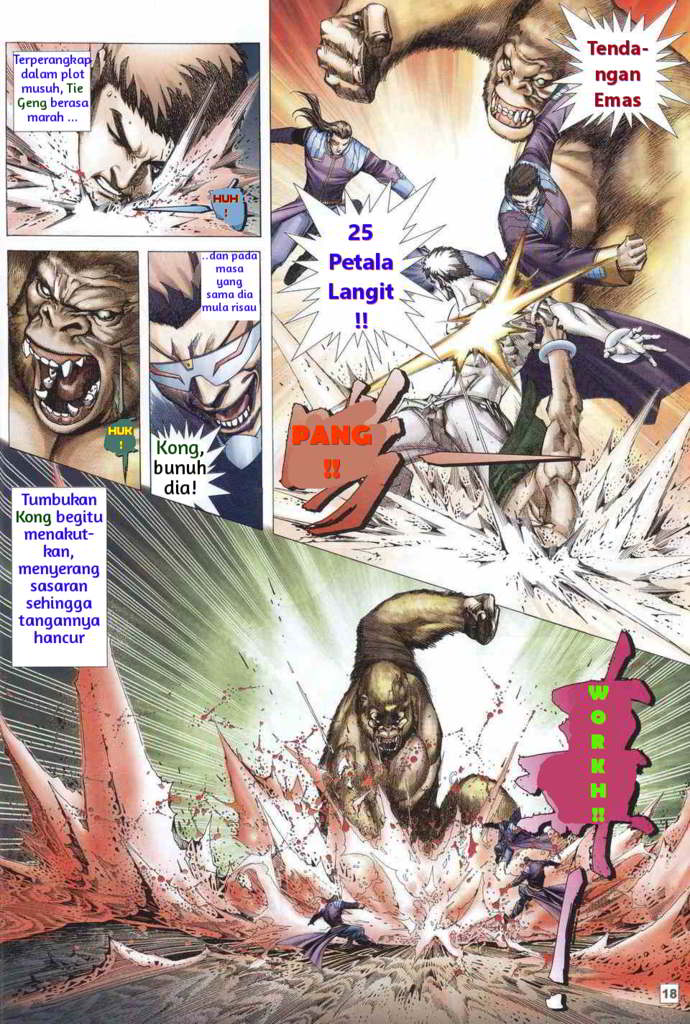 Terperangkap
dalam plot
musuh, Tie
Geng berasa
marah ...
HUH
!
Tenda-
ngan
Emas
25
Petala
Langit
!!
PANG
!!
HUK
!
..dan pada
masa
yang
sama dia
mula risau
Kong,
bunuh
dia!
Tumbukan
Kong begitu
menakut-
kan,
menyerang
sasaran
sehingga
tangannya
hancur
WORKH!!
18